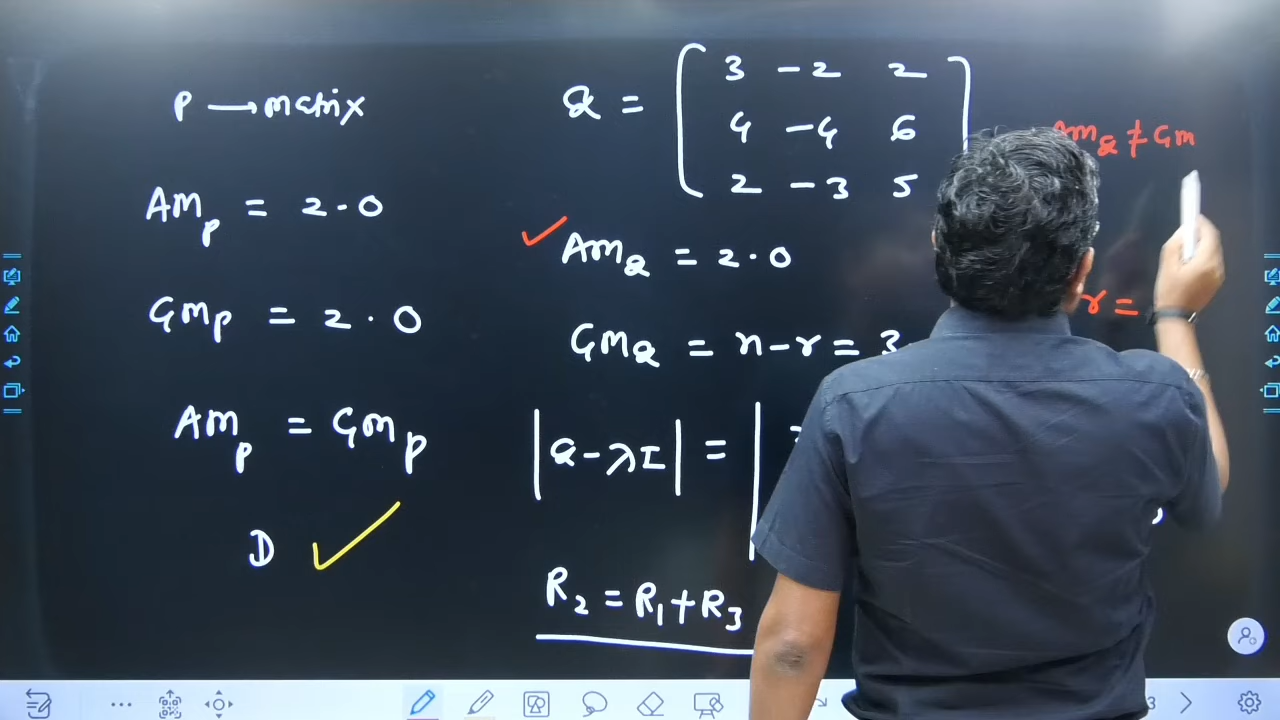 P → matrix
AM_P = 2.0
GM_P = 2.0
AM_P = GM_P
D ✓
Q = [ 3 -2 2
4 -4 6
2 -3 5
✓ AM_Q = 2.0
GM_Q = n-r = 3
|Q-λI| = |
R_2 = R_1+R_3
AM_Q ≠ GM
r =